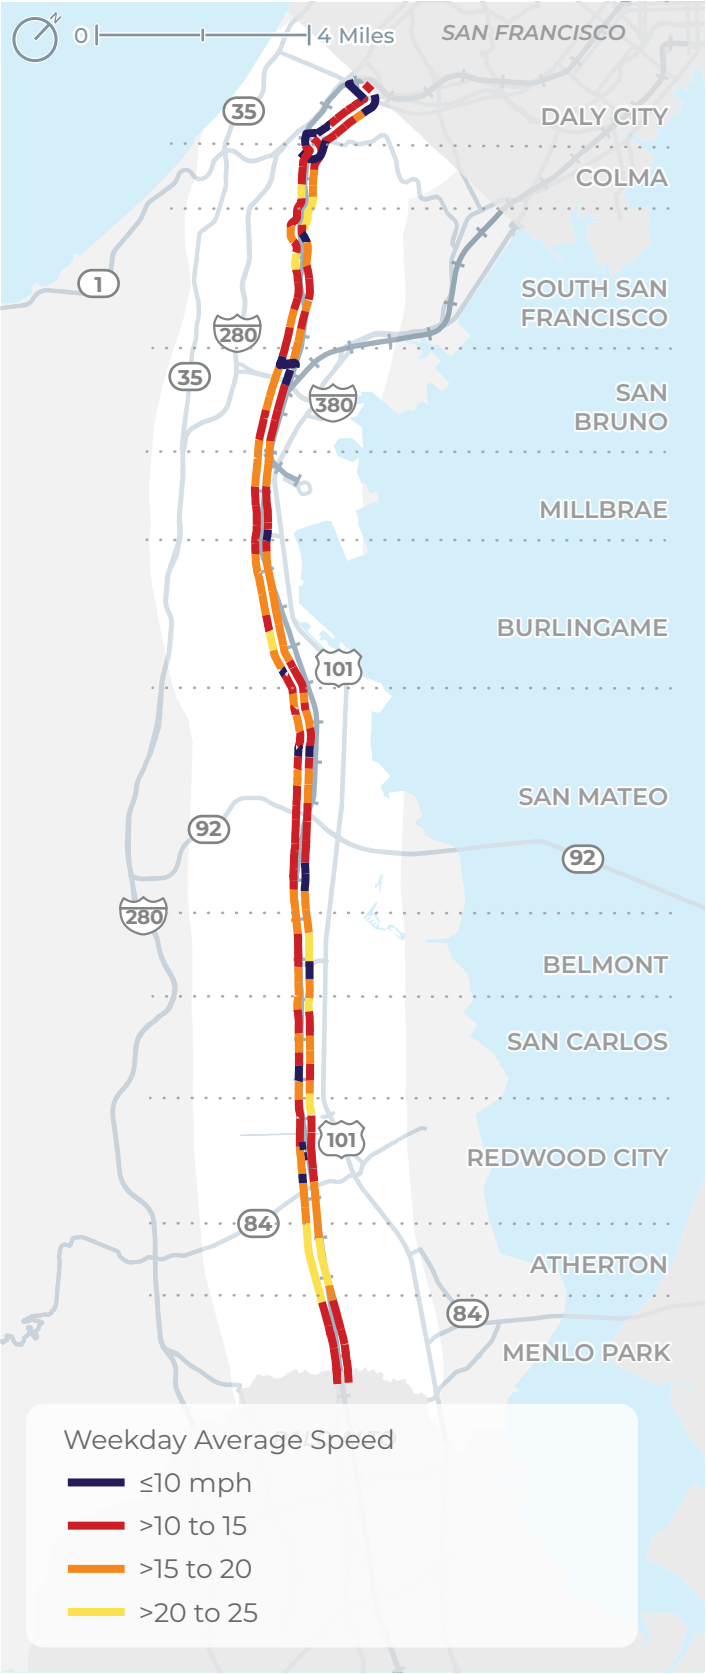 N
0
4 Miles
SAN FRANCISCO
35
DALY CITY
COLMA
1
SOUTH SAN
FRANCISCO
280
35
380
SAN
BRUNO
MILLBRAE
BURLINGAME
101
SAN MATEO
92
92
280
BELMONT
SAN CARLOS
101
REDWOOD CITY
84
ATHERTON
84
MENLO PARK
Weekday Average Speed
≤10 mph
>10 to 15
>15 to 20
>20 to 25